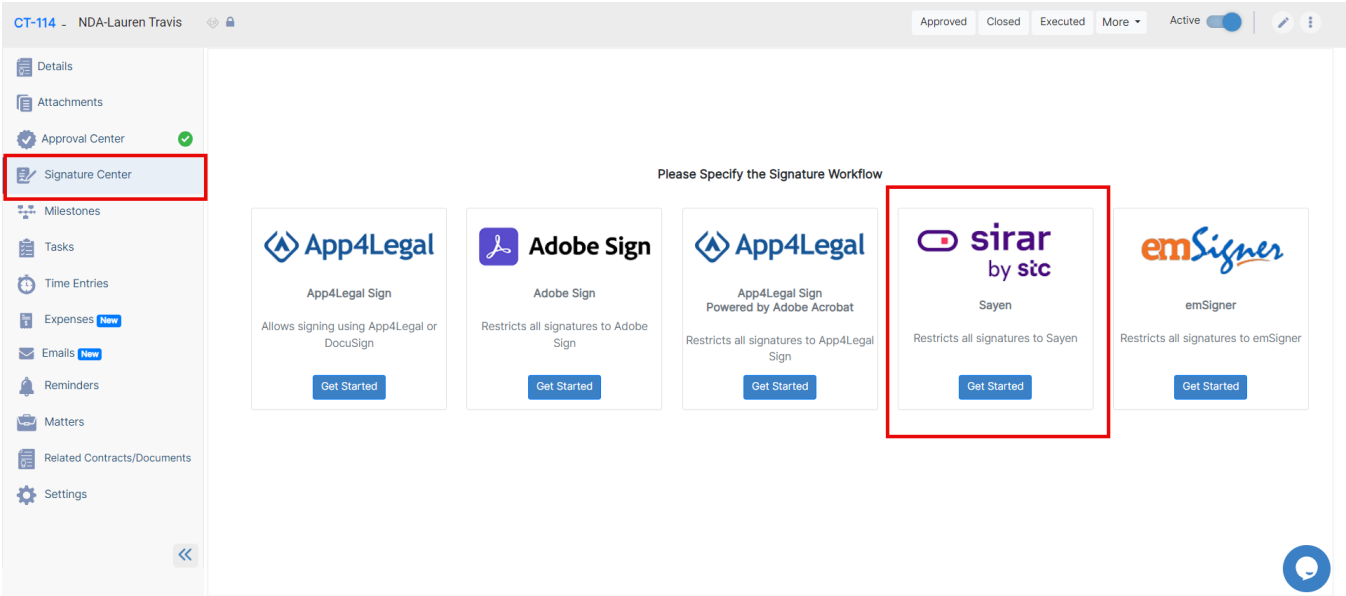 CT-114 - NDA-Lauren Travis
Approved Closed Executed More Active
Details
Attachments
Approval Center
Signature Center
Milestones
Tasks
Time Entries
Expenses New
Emails New
Reminders
Matters
Related Contracts/Documents
Settings
Please Specify the Signature Workflow
App4Legal
App4Legal Sign
Allows signing using App4Legal or
DocuSign
Get Started
Adobe Sign
Adobe Sign
Restricts all signatures to Adobe
Sign
Get Started
App4Legal
App4Legal Sign
Powered by Adobe Acrobat
Restricts all signatures to App4Legal
Sign
Get Started
sirar
by stc
Sayen
Restricts all signatures to Sayen
Get Started
emSigner
emSigner
Restricts all signatures to emSigner
Get Started